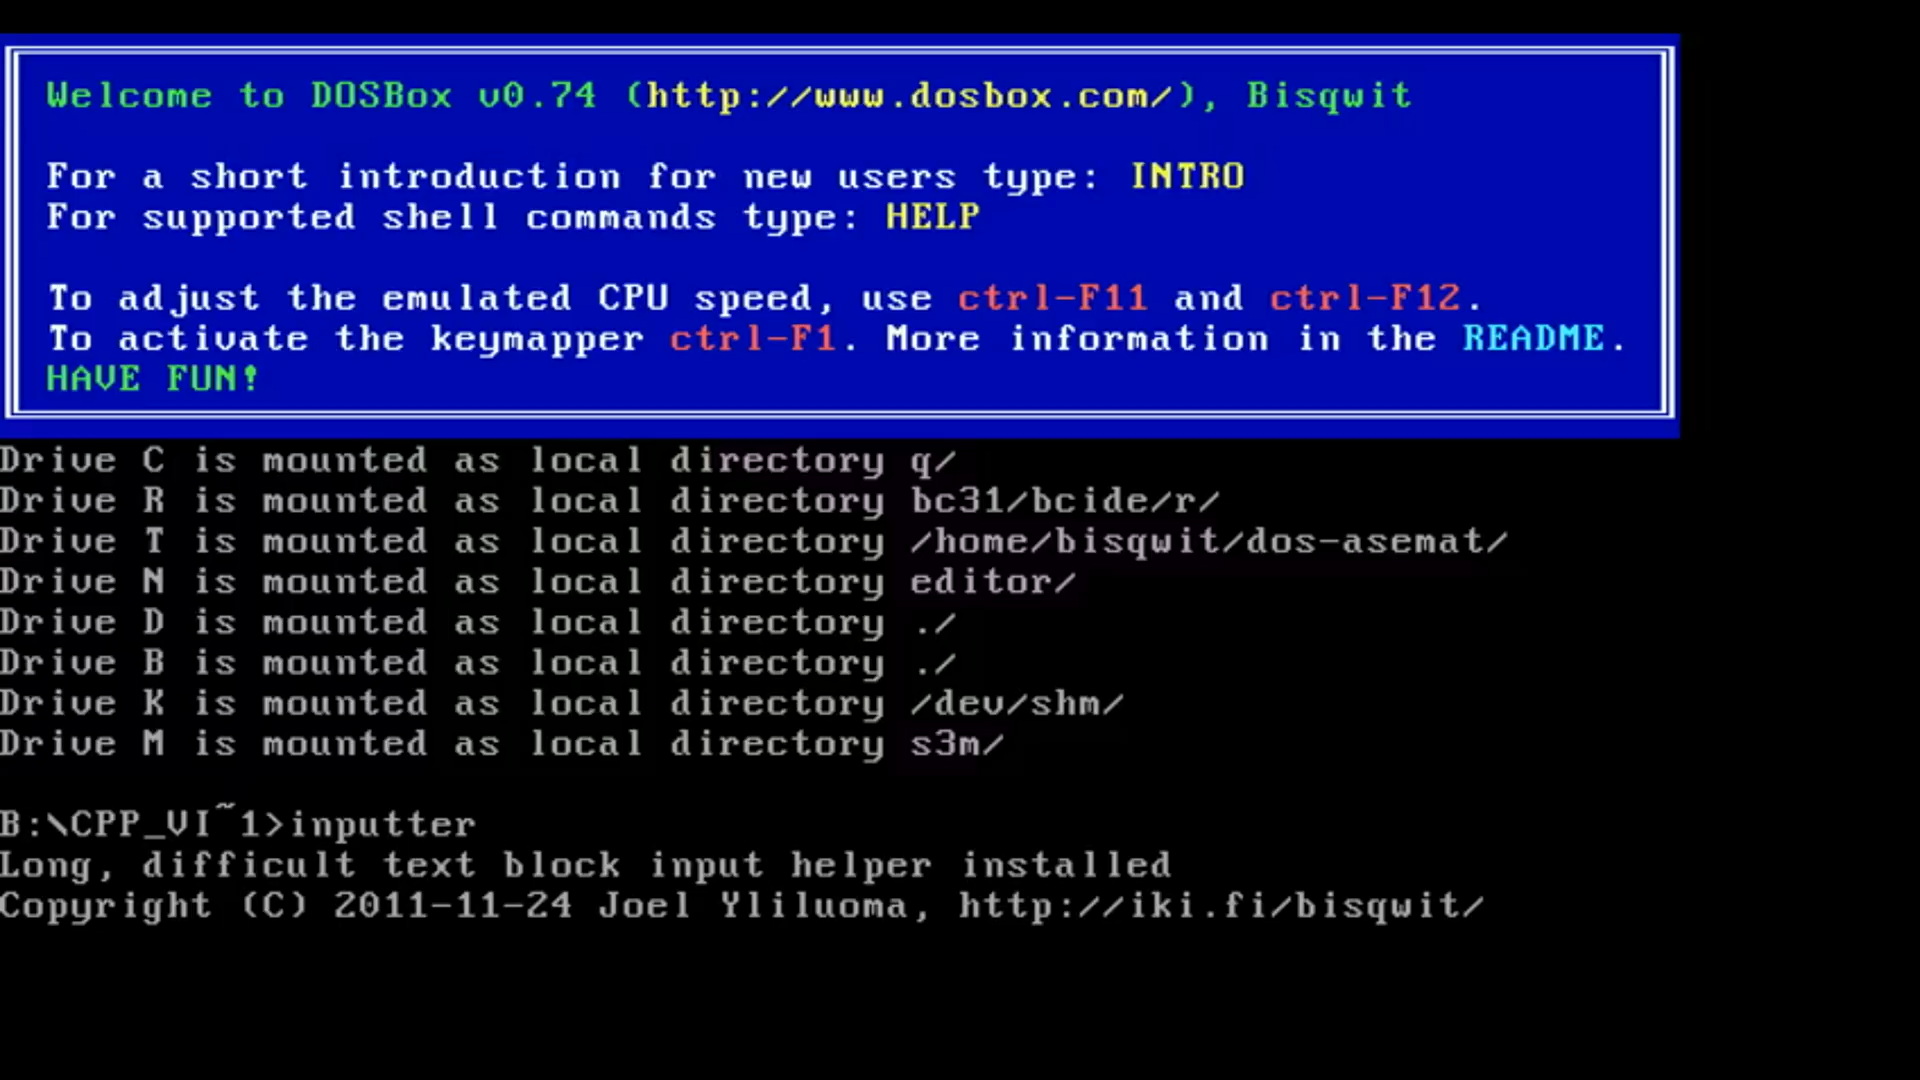 Welcome to DOSBox v0.74 (http://www.dosbox.com/), Bisqwit
For a short introduction for new users type: INTRO
For supported shell commands type: HELP
To adjust the emulated CPU speed, use ctrl-F11 and ctrl-F12.
To activate the keymapper ctrl-F1. More information in the README.
HAVE FUN!
Drive C is mounted as local directory q/
Drive R is mounted as local directory bc31/bcide/r/
Drive T is mounted as local directory /home/bisqwit/dos-asemat/
Drive N is mounted as local directory editor/
Drive D is mounted as local directory ./
Drive B is mounted as local directory ./
Drive K is mounted as local directory /dev/shm/
Drive M is mounted as local directory s3m/
B:\CPP_VI~1>inputter
Long, difficult text block input helper installed
Copyright (C) 2011-11-24 Joel Yliluoma, http://iki.fi/bisqwit/